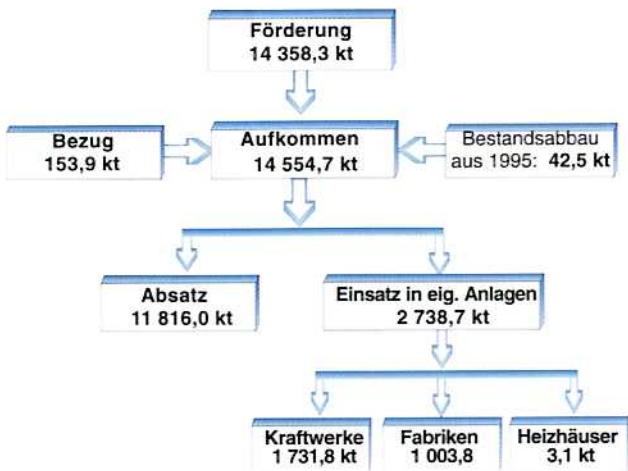 Förderung
14 358,3 kt
Bezug
153,9 kt
Aufkommen
14 554,7 kt
Bestandsabbau
aus 1995: 42,5 kt
Absatz
11 816,0 kt
Einsatz in eig. Anlagen
2 738,7 kt
Kraftwerke
1 731,8 kt
Fabriken
1 003,8
Heizhäuser
3,1 kt